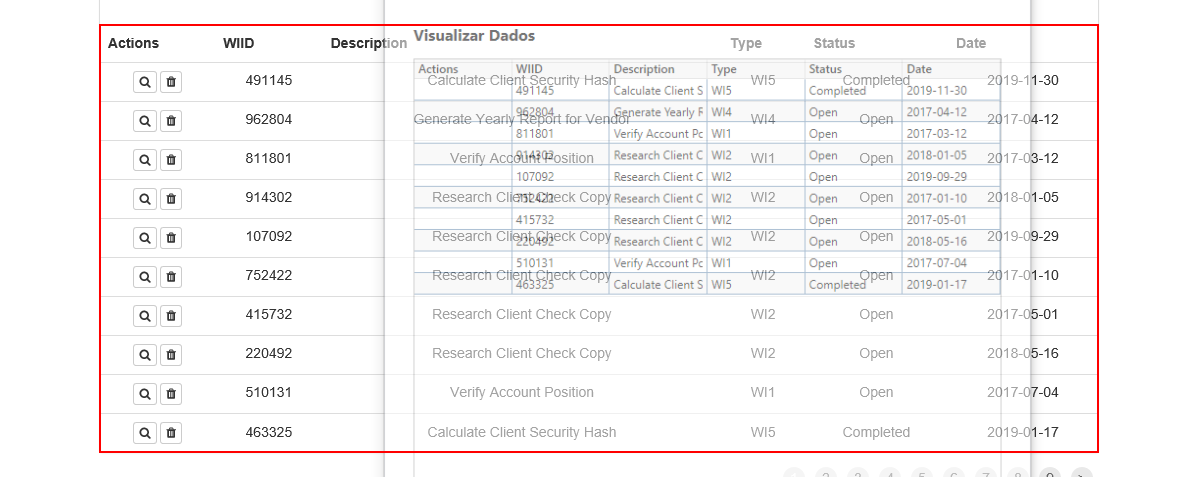 Actions WIID Description Type Status Date
491145 Calculate Client Security Hash WI5 Completed 2019-11-30
962804 Generate Yearly Report for Vendor WI4 Open 2017-04-12
811801 Verify Account Position WI1 Open 2017-03-12
914302 Research Client Check Copy WI2 Open 2018-01-05
107092 Research Client Check Copy WI2 Open 2019-09-29
752422 Research Client Check Copy WI2 Open 2017-01-10
415732 Research Client Check Copy WI2 Open 2017-05-01
220492 Research Client Check Copy WI2 Open 2018-05-16
510131 Verify Account Position WI1 Open 2017-07-04
463325 Calculate Client Security Hash WI5 Completed 2019-01-17
Visualizar Dados
Actions WIID Description Type Status Date
491145 Calculate Client S WI5 Completed 2019-11-30
962804 Generate Yearly R WI4 Open 2017-04-12
811801 Verify Account Pc WI1 Open 2017-03-12
914302 Research Client C WI2 Open 2018-01-05
107092 Research Client C WI2 Open 2019-09-29
752422 Research Client C WI2 Open 2017-01-10
415732 Research Client C WI2 Open 2017-05-01
220492 Research Client C WI2 Open 2018-05-16
510131 Verify Account Pc WI1 Open 2017-07-04
463325 Calculate Client S WI5 Completed 2019-01-17